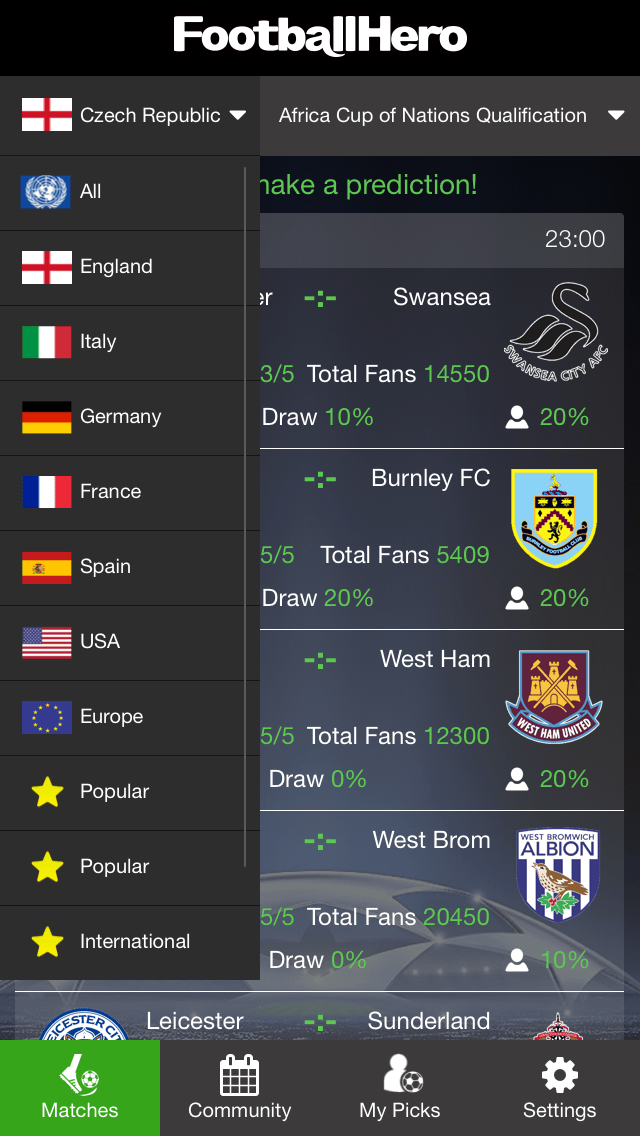 FootballHero
Czech Republic
Africa Cup of Nations Qualification
All
make a prediction!
23:00
England
er -:- Swansea
SWANSEA CITY AFC
Italy
3/5 Total Fans 14550
Germany
Draw 10% 20%
France
Burnley FC
BURNLEY FOOTBALL CLUB
Spain
5/5 Total Fans 5409
Draw 20% 20%
USA
-:- West Ham
WEST HAM UNITED
Europe
5/5 Total Fans 12300
Popular
Draw 0% 20%
-:- West Brom
WEST BROMWICH
ALBION
Popular
5/5 Total Fans 20450
International
Draw 0% 10%
LEICESTER CITY
Leicester -:- Sunderland
Matches
Community
My Picks
Settings